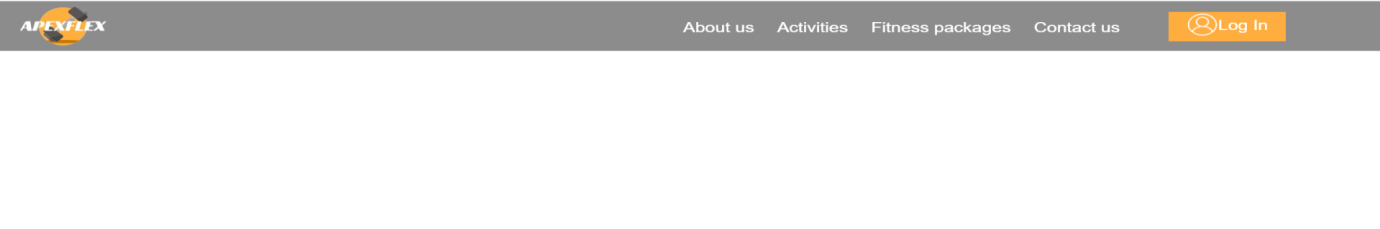 APEXFLEX About us Activities Fitness packages Contact us Log In